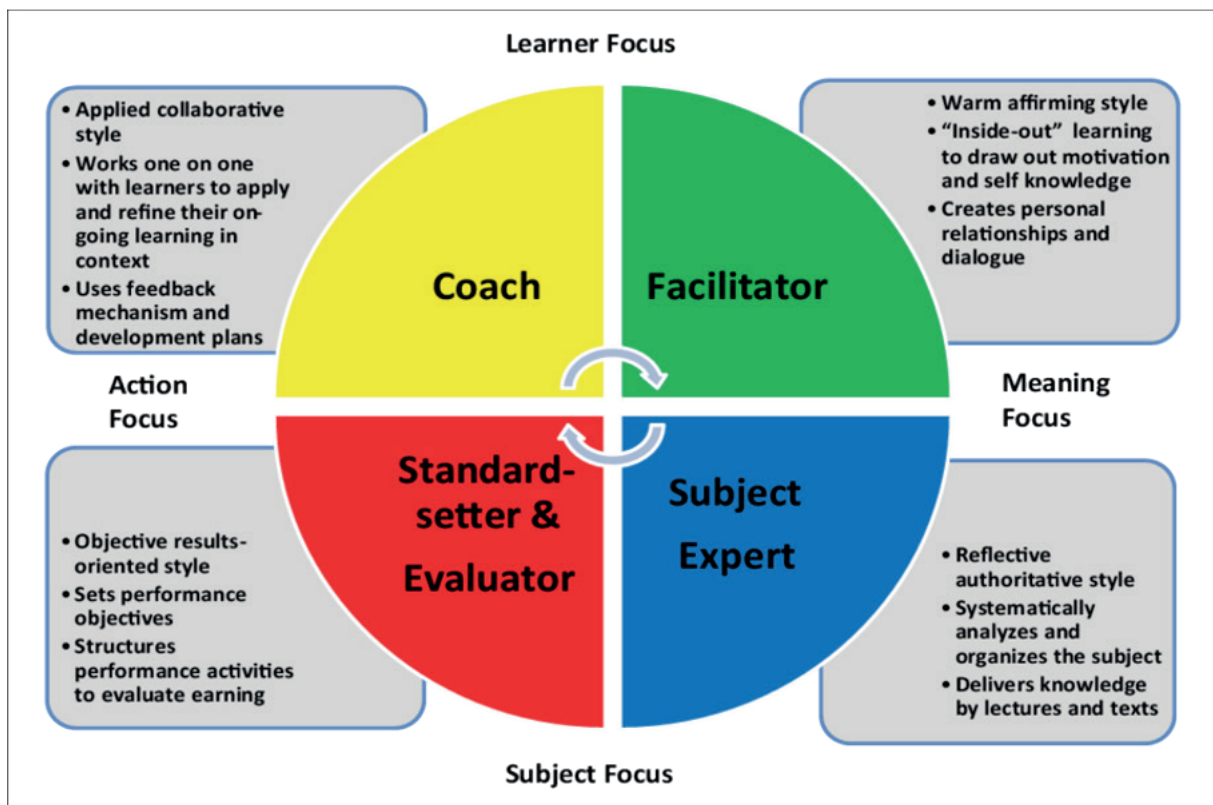 Learner Focus
• Applied collaborative
style
• Works one on one
with learners to apply
and refine their on-
going learning in
context
• Uses feedback
mechanism and
development plans
• Warm affirming style
• “Inside-out” learning
to draw out motivation
and self knowledge
• Creates personal
relationships and
dialogue
Coach
Facilitator
Action
Focus
Meaning
Focus
Standard-
setter &
Evaluator
Subject
Expert
• Objective results-
oriented style
• Sets performance
objectives
• Structures
performance activities
to evaluate earning
• Reflective
authoritative style
• Systematically
analyzes and
organizes the subject
• Delivers knowledge
by lectures and texts
Subject Focus